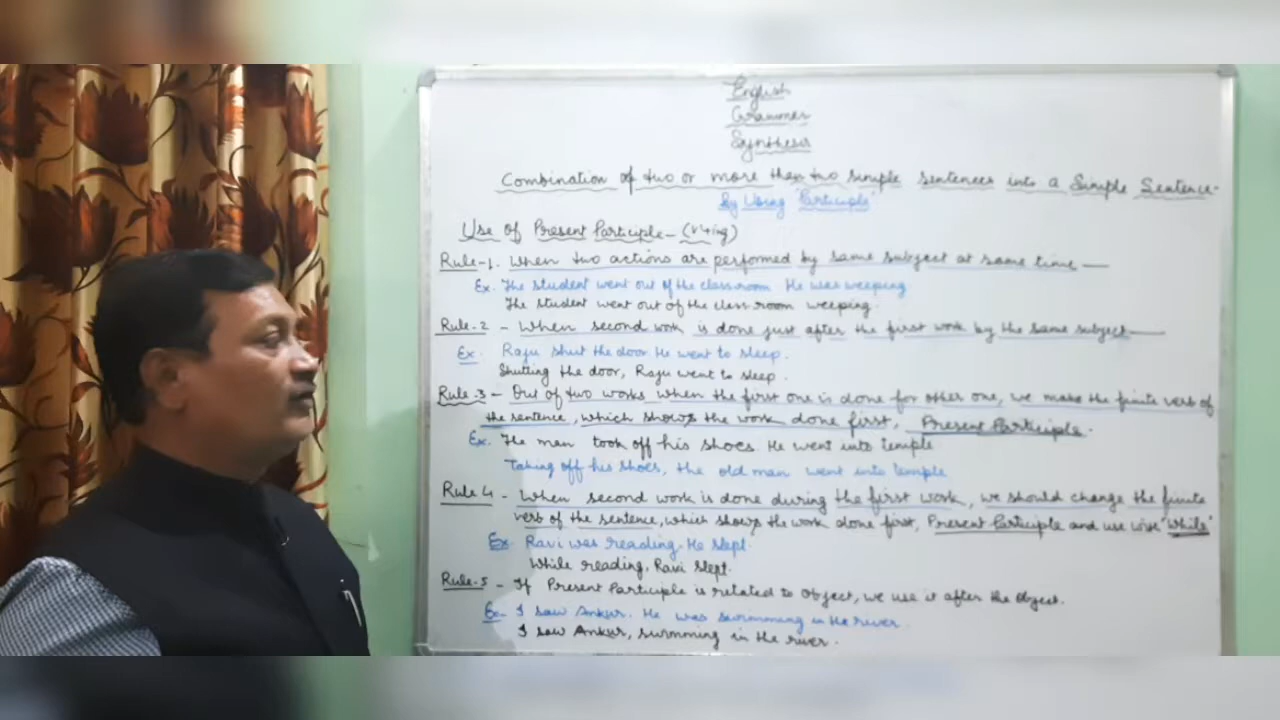 English
Grammer
Synthesis
Combination of two or more then two simple sentences into a Simple Sentence-
by Using 'Participle'
Use of Present Participle - (V1+ing)
Rule-1. When two actions are performed by same subject at same time —
Ex. The student went out of the class room He was weeping
The student went out of the class room weeping.
Rule-2 - When second work is done just after the first work by the same subject —
Ex. Raju shut the door. He went to sleep.
Shutting the door, Raju went to sleep.
Rule-3 - Out of two works when the first one is done for other one, we make the finite verb of
the sentence, which shows the work done first, Present Participle.
Ex. The man took off his shoes. He went into temple
Taking off his shoes, the old man went into temple
Rule 4 - When second work is done during the first work, we should change the finite
verb of the sentence, which shows the work done first, Present Participle and use "While"
Ex. Ravi was reading. He slept.
While reading, Ravi slept.
Rule-5 - If Present Participle is related to object, we use it after the object.
Ex- I saw Ankur. He was swimming in the river.
I saw Ankur, swimming in the river.